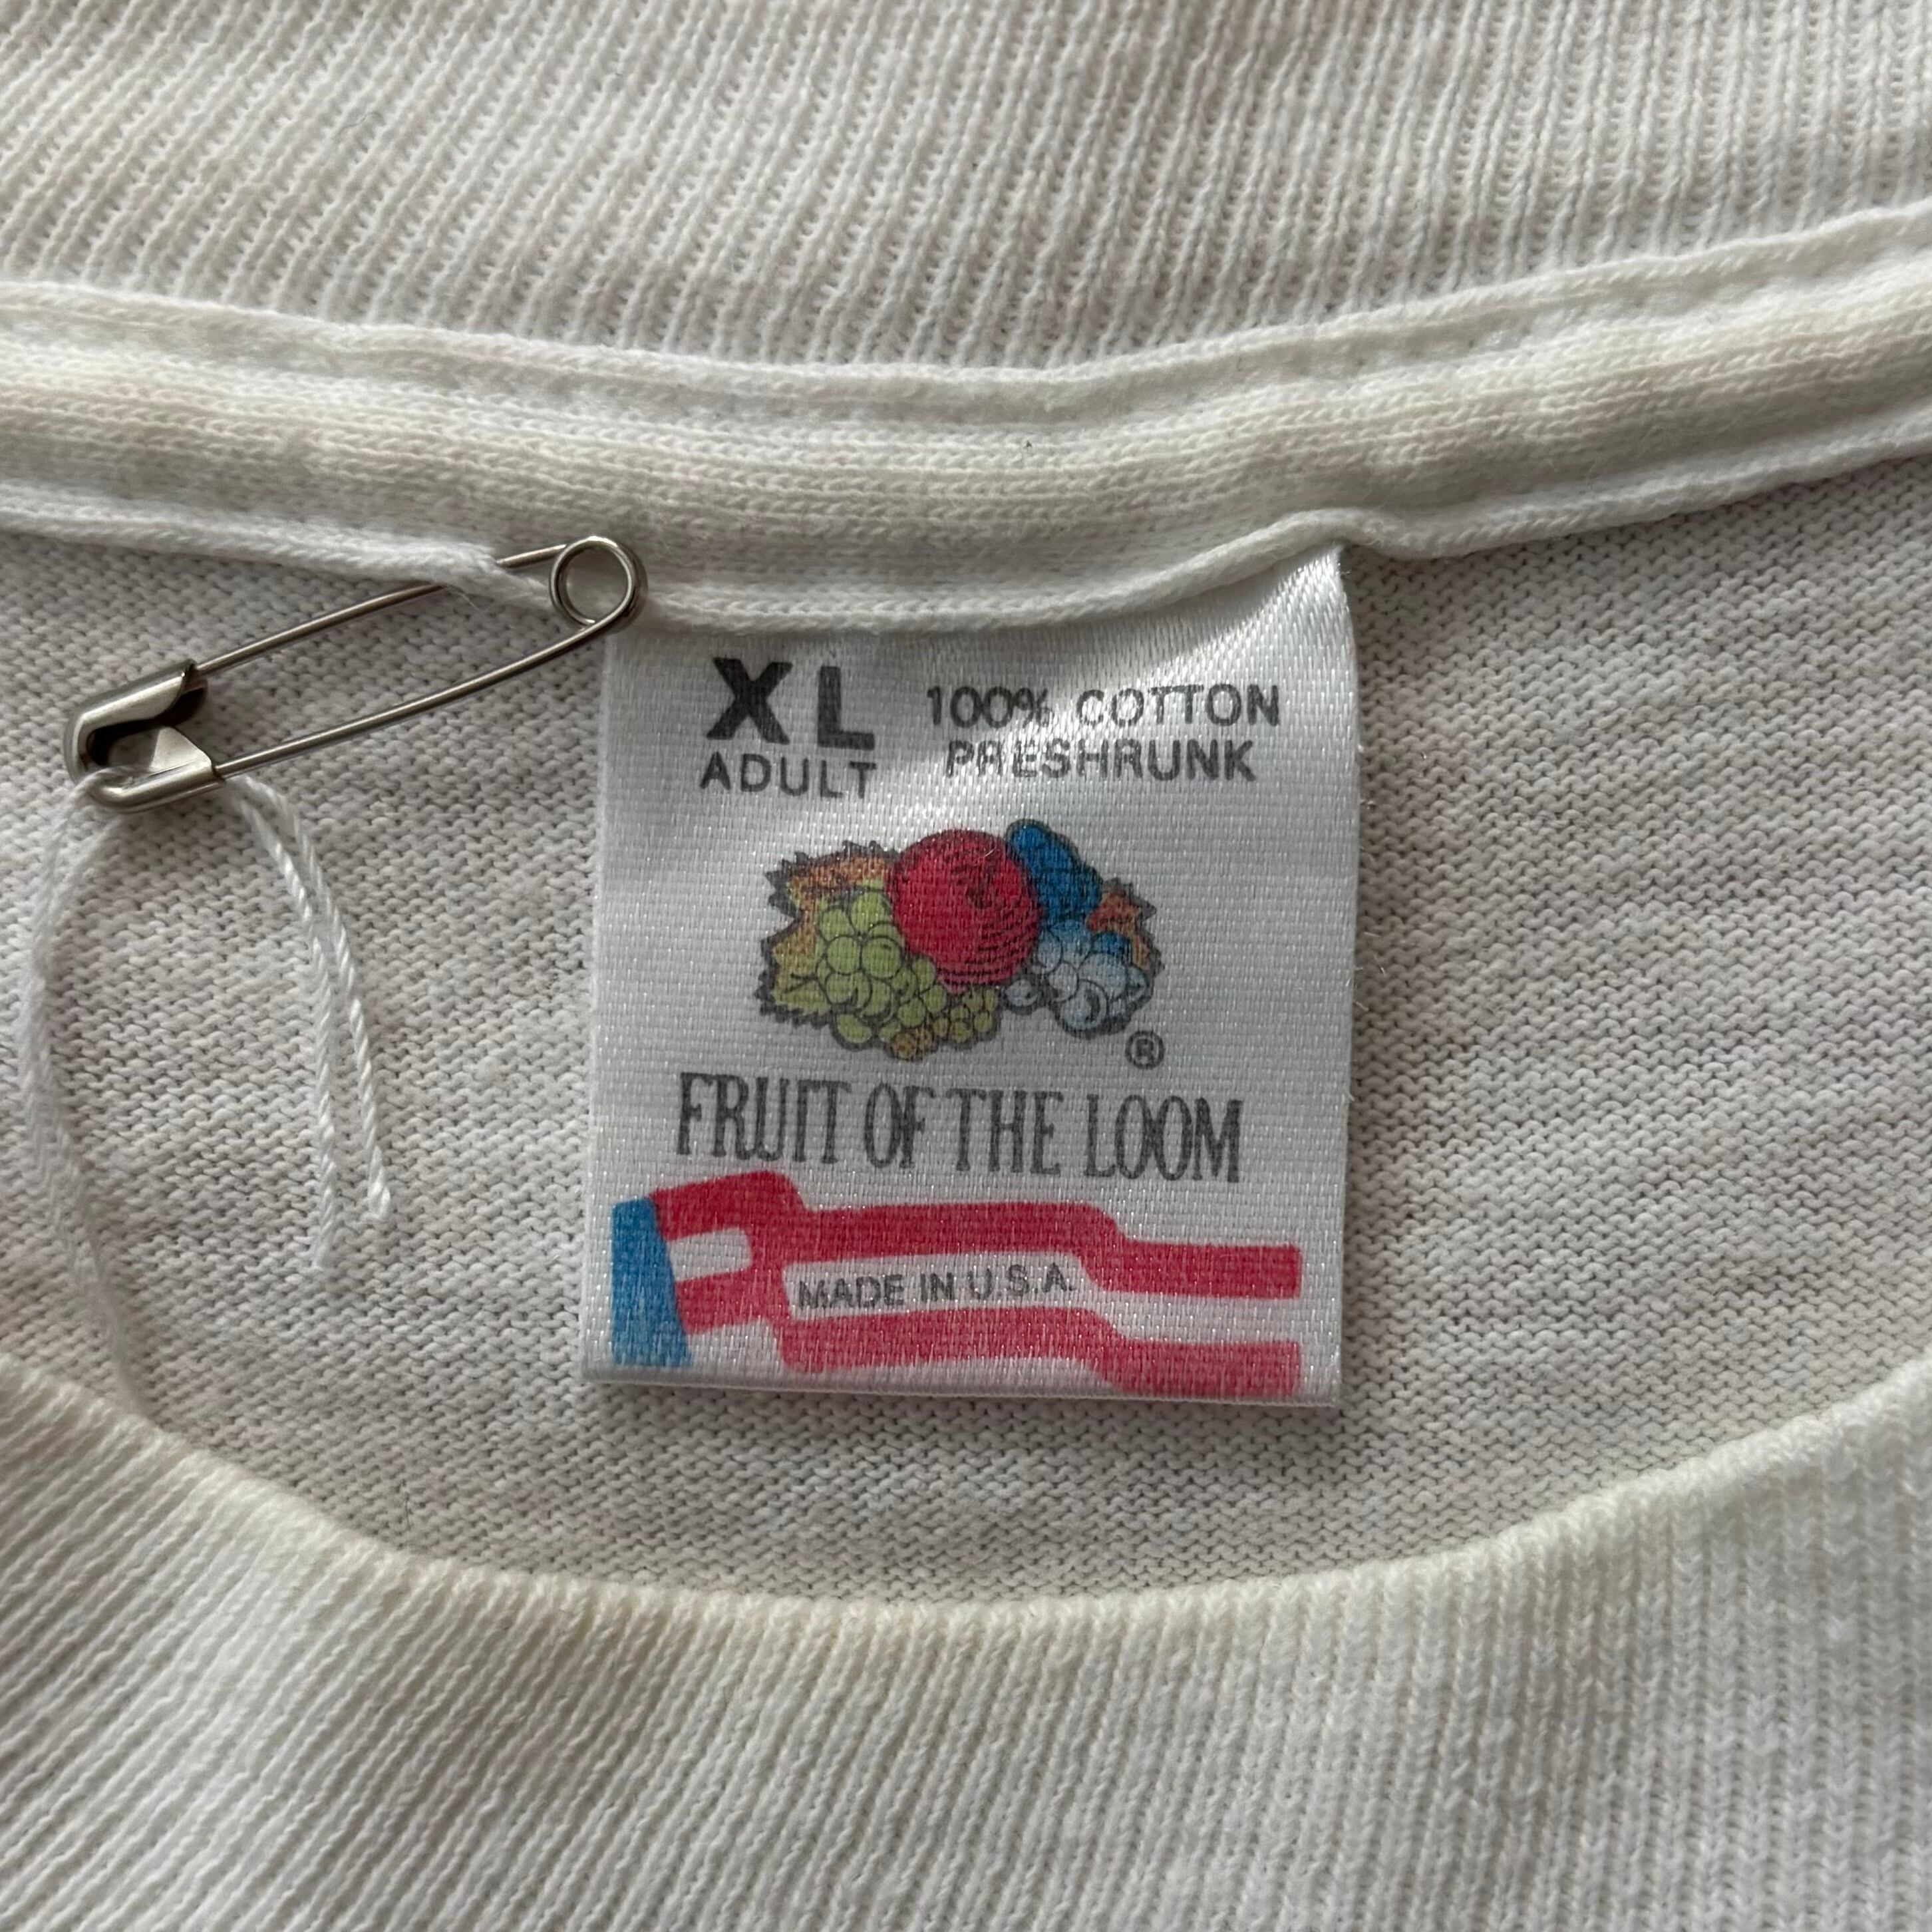 XL
ADULT
100% COTTON
PRESHRUNK
®
FRUIT OF THE LOOM
MADE IN U.S.A.